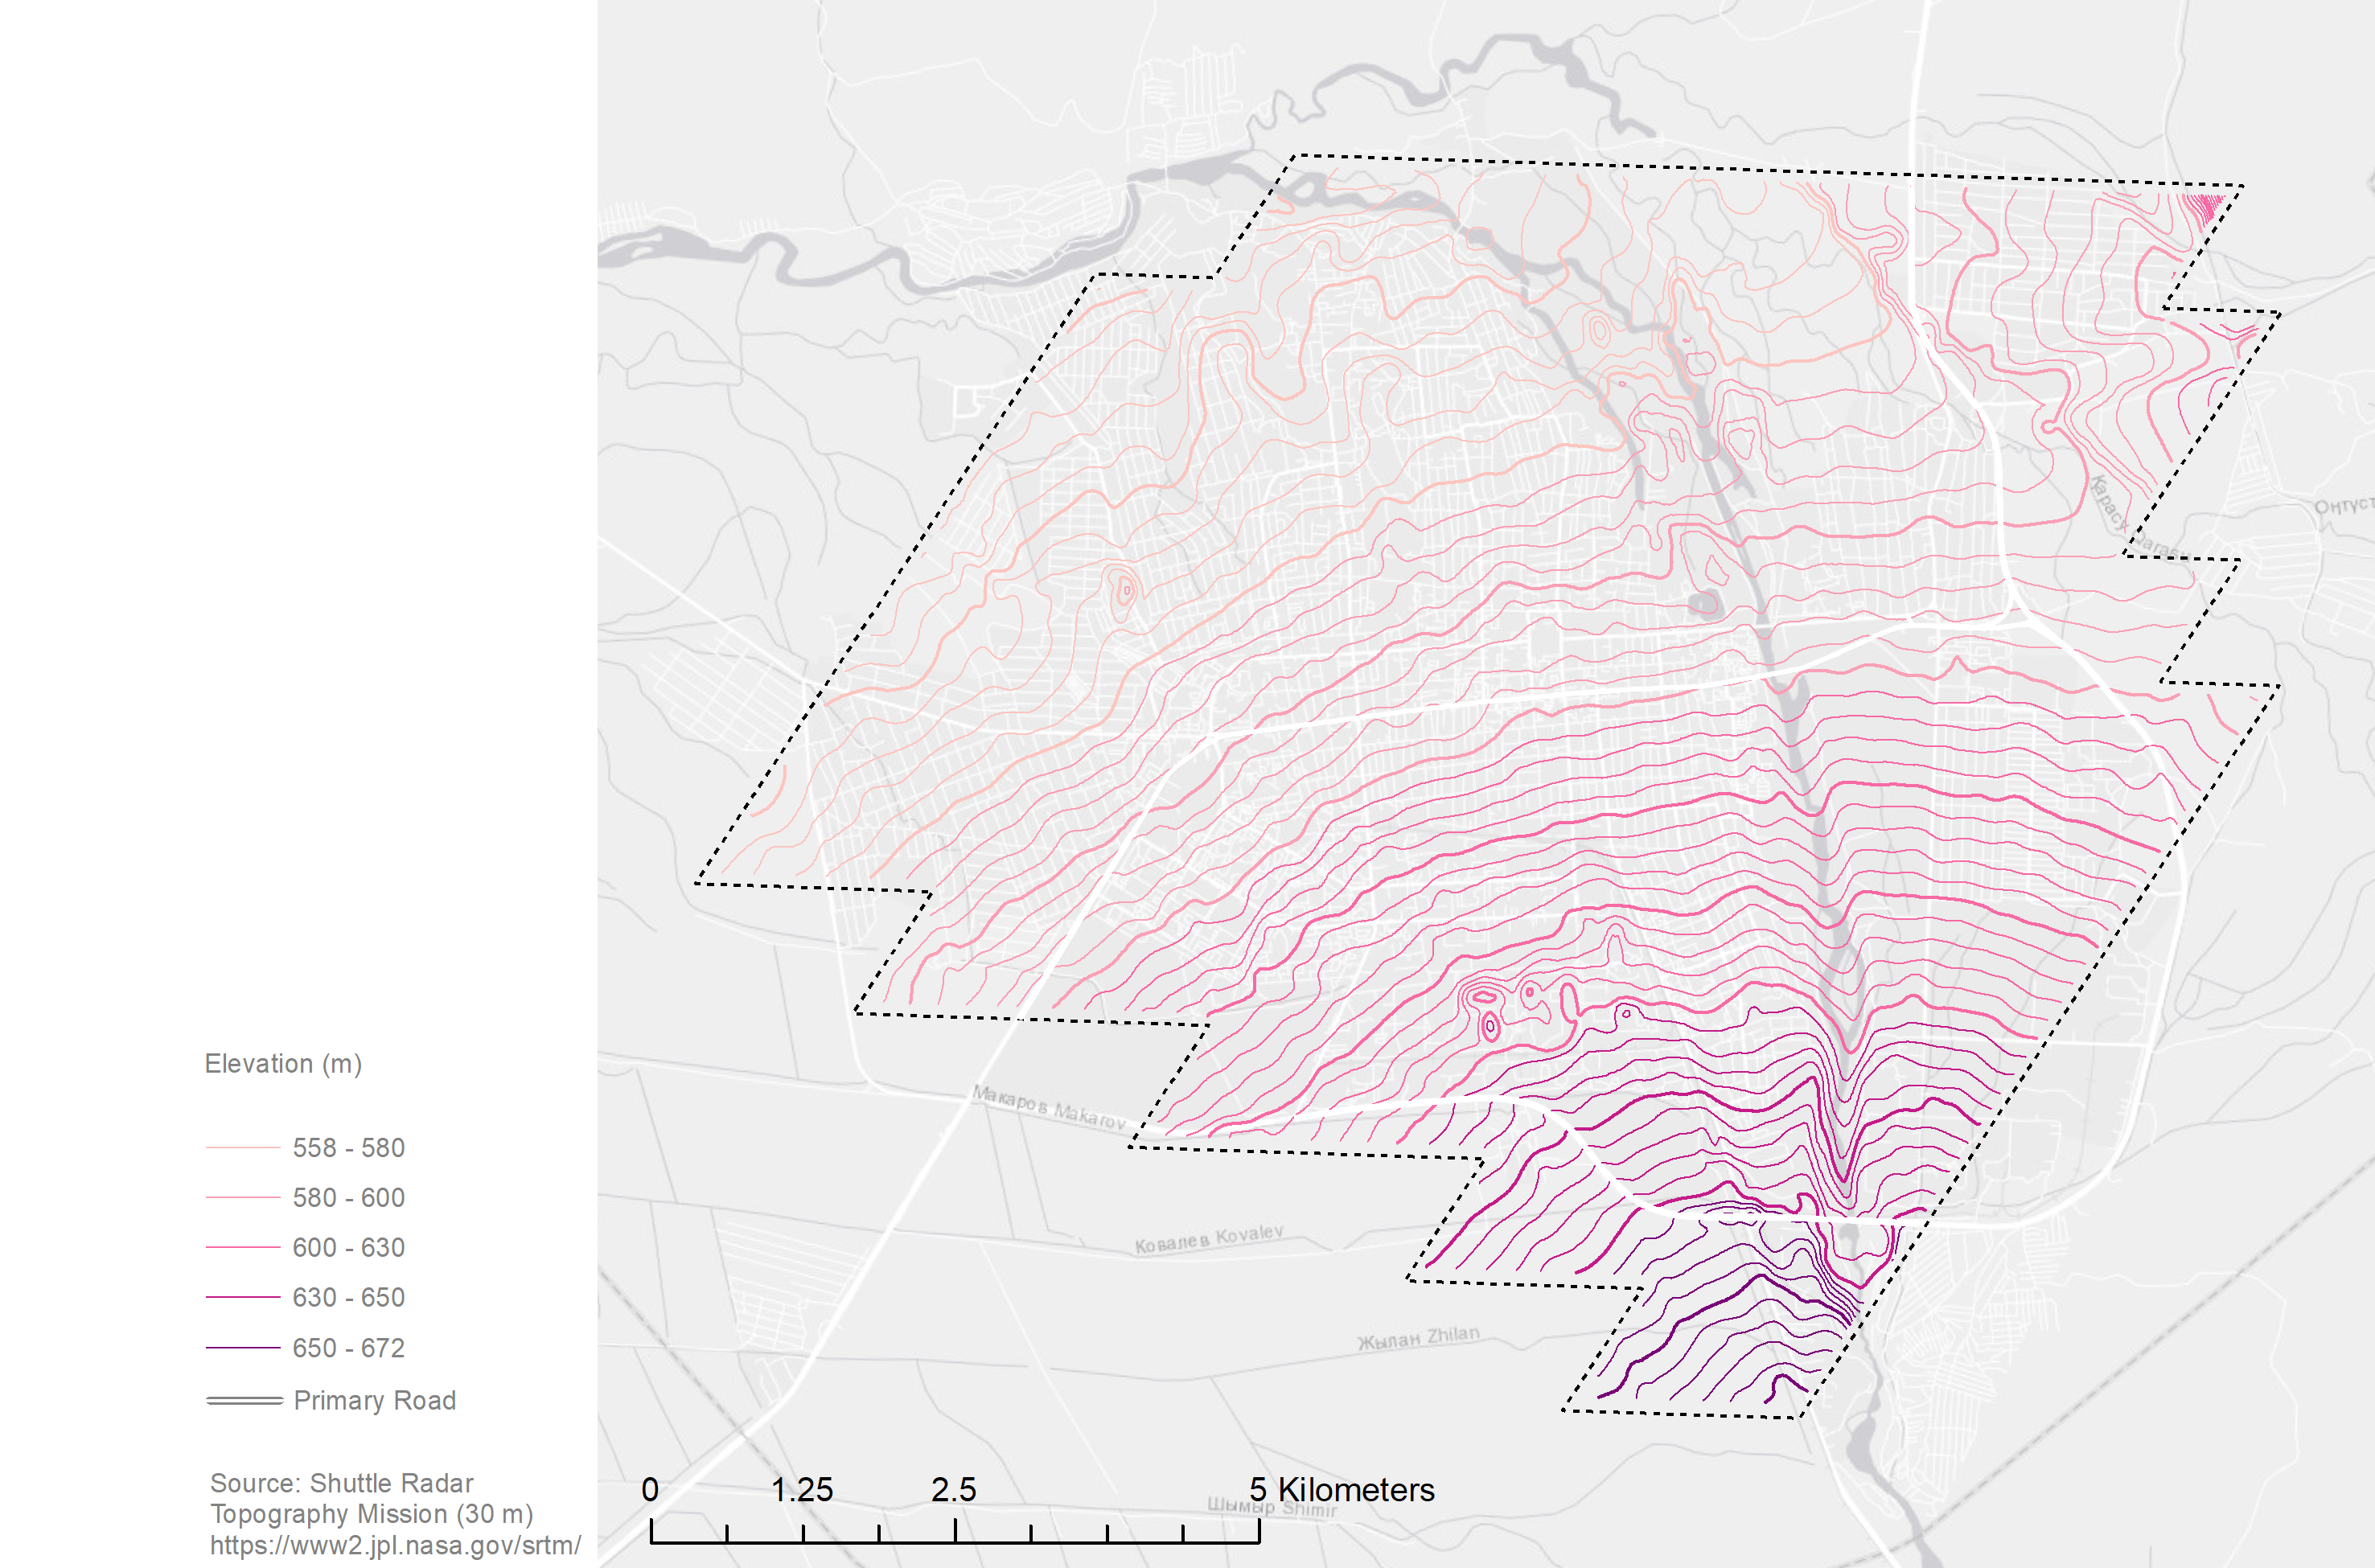 Қарасу Qarasu
Оңтүст
Макаров Makarov
Ковалев Kovalev
Жылан Zhilan
Шымыр Shimir
Elevation (m)
558 - 580
580 - 600
600 - 630
630 - 650
650 - 672
Primary Road
Source: Shuttle Radar
Topography Mission (30 m)
https://www2.jpl.nasa.gov/srtm/
0 1.25 2.5 5 Kilometers